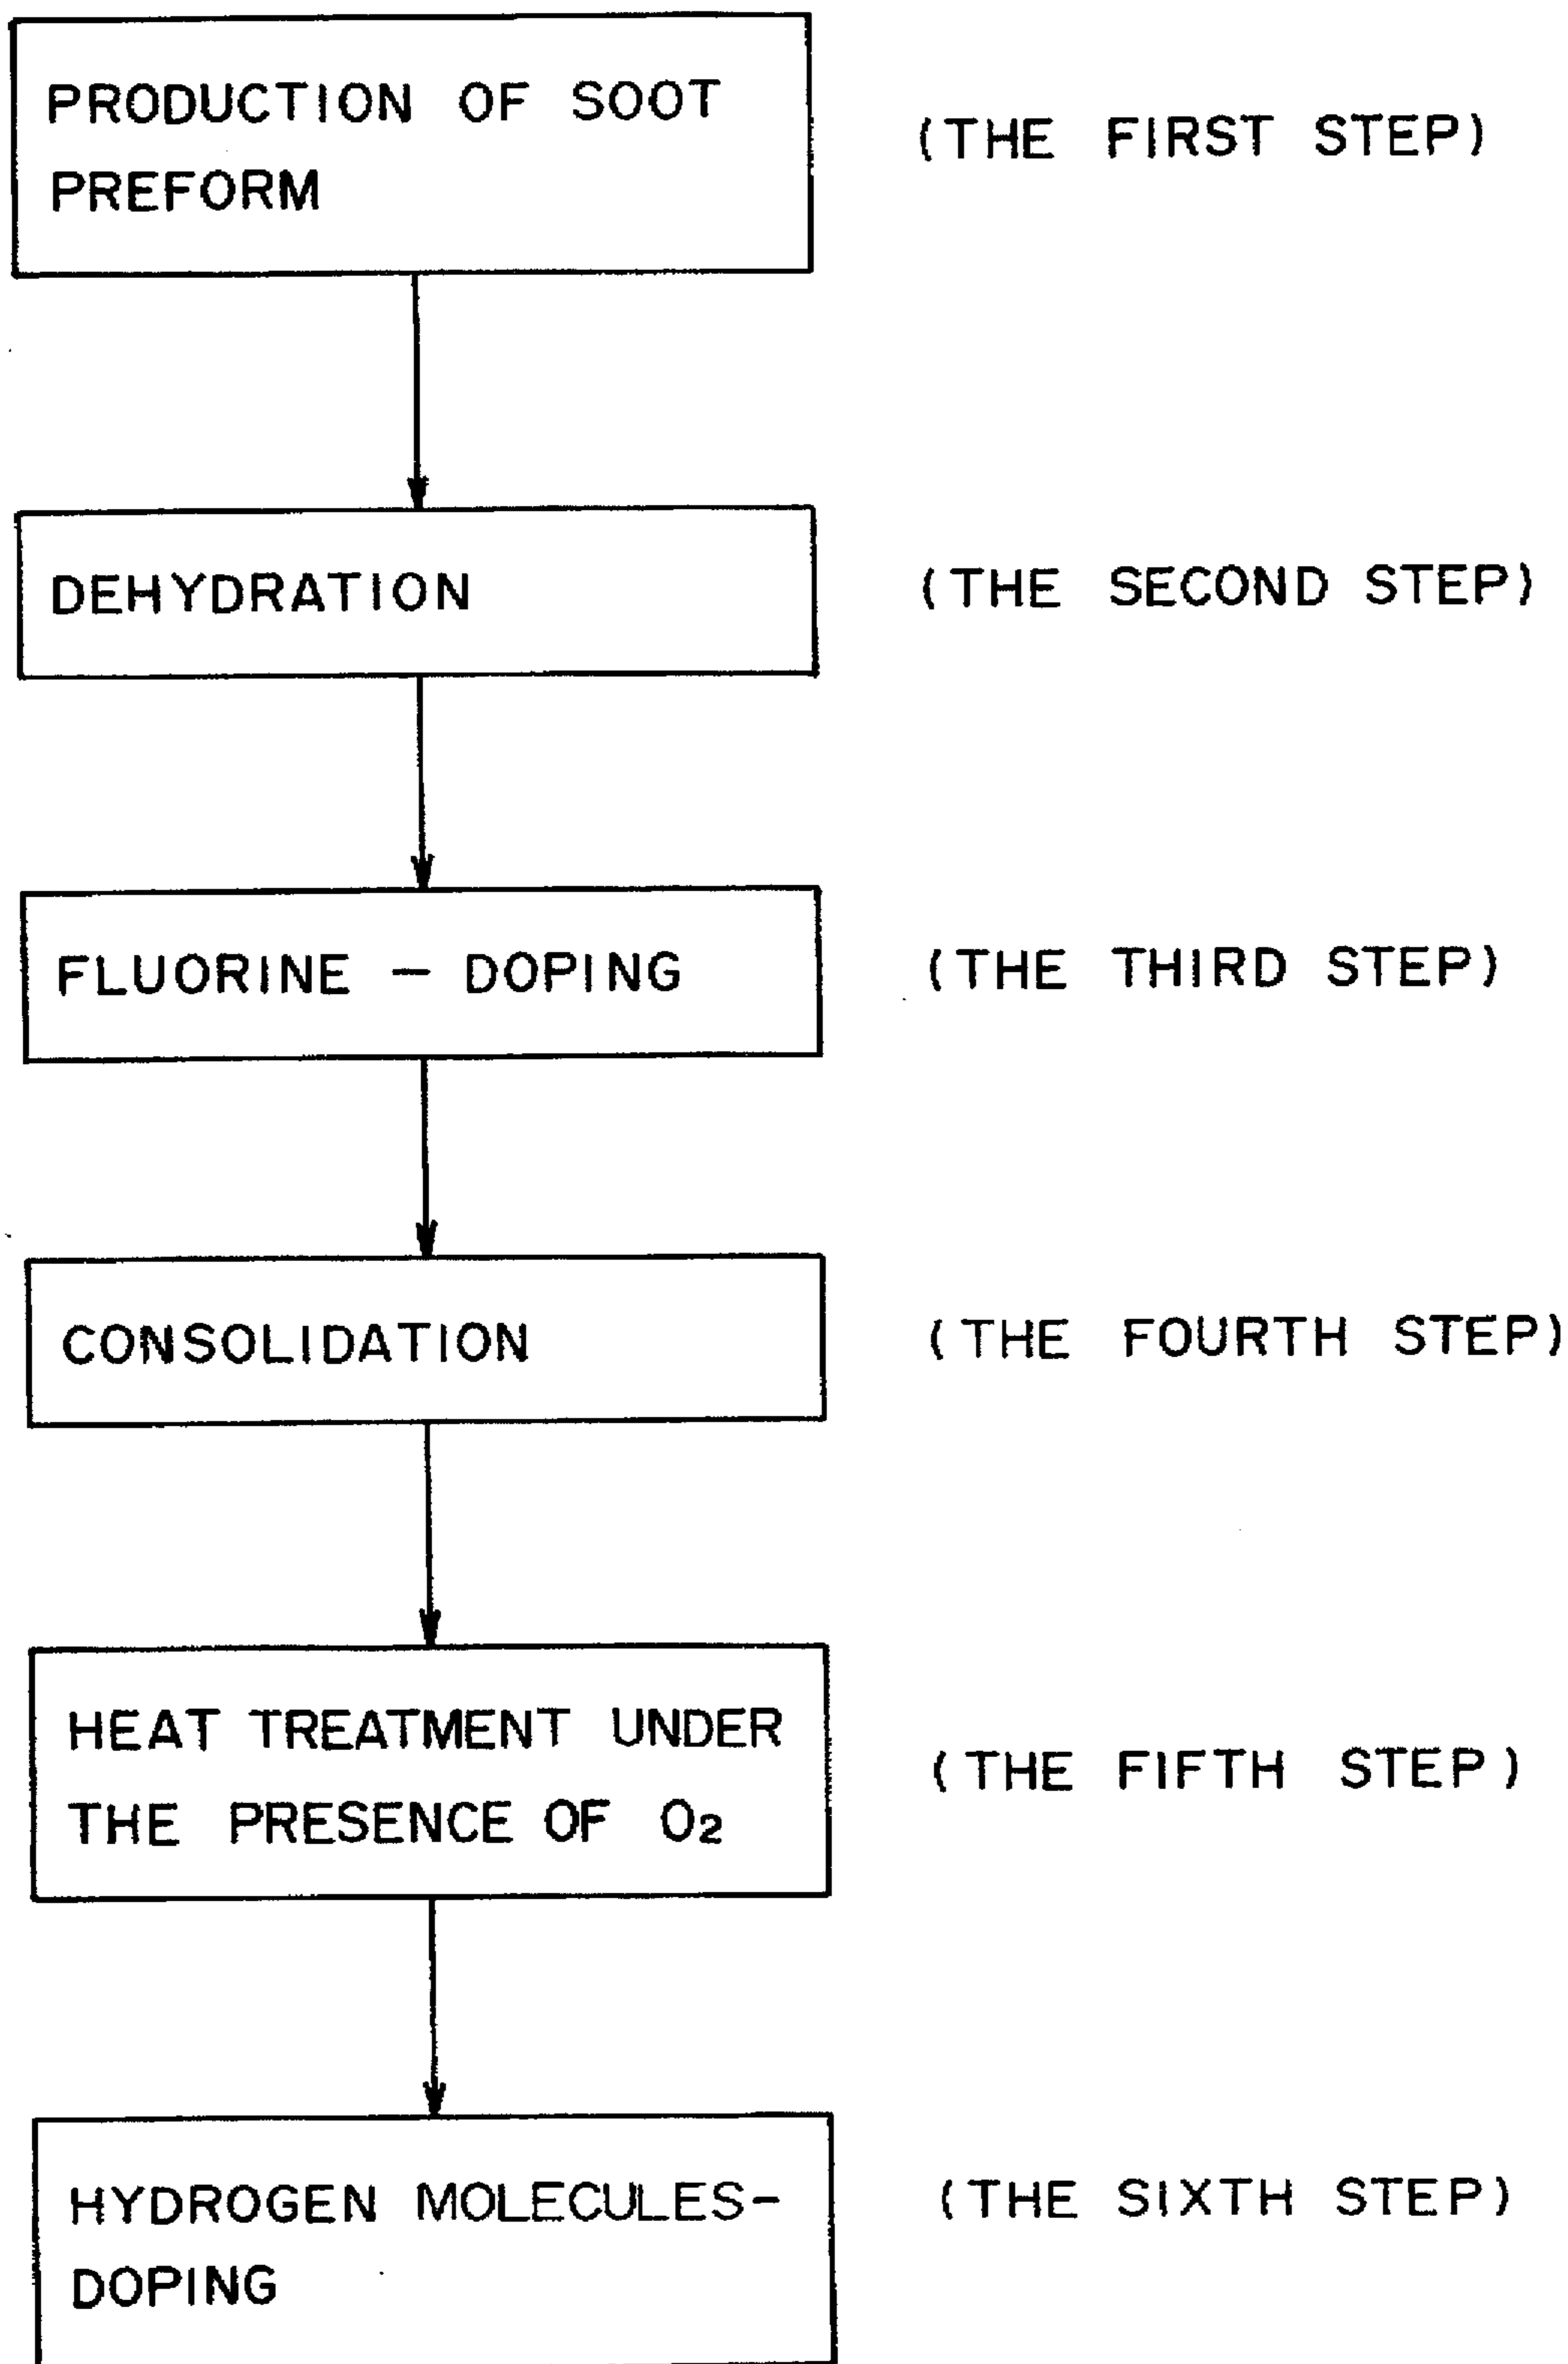 PRODUCTION OF SOOT
PREFORM
(THE FIRST STEP)
DEHYDRATION
(THE SECOND STEP)
FLUORINE – DOPING
(THE THIRD STEP)
CONSOLIDATION
(THE FOURTH STEP)
HEAT TREATMENT UNDER
THE PRESENCE OF O₂
(THE FIFTH STEP)
HYDROGEN MOLECULES-
DOPING
(THE SIXTH STEP)